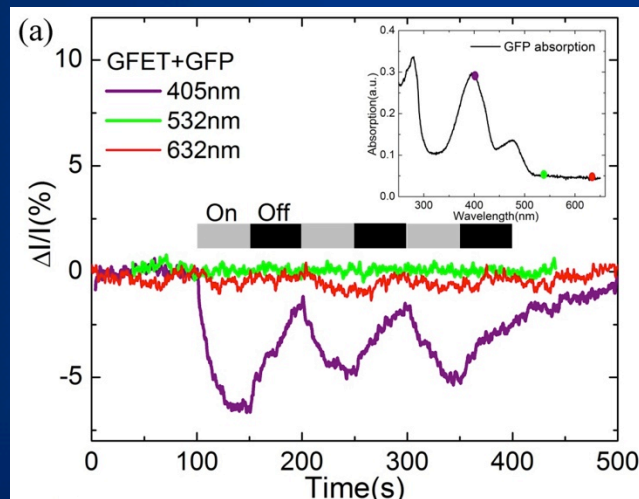 (a)
GFET+GFP
405nm
532nm
632nm
GFP absorption
Absorption(a.u.)
0.4
0.3
0.2
0.1
0.0
300 400 500 600
Wavelength(nm)
On Off
ΔI/I(%)
10
5
0
-5
0 100 200 300 400 500
Time(s)